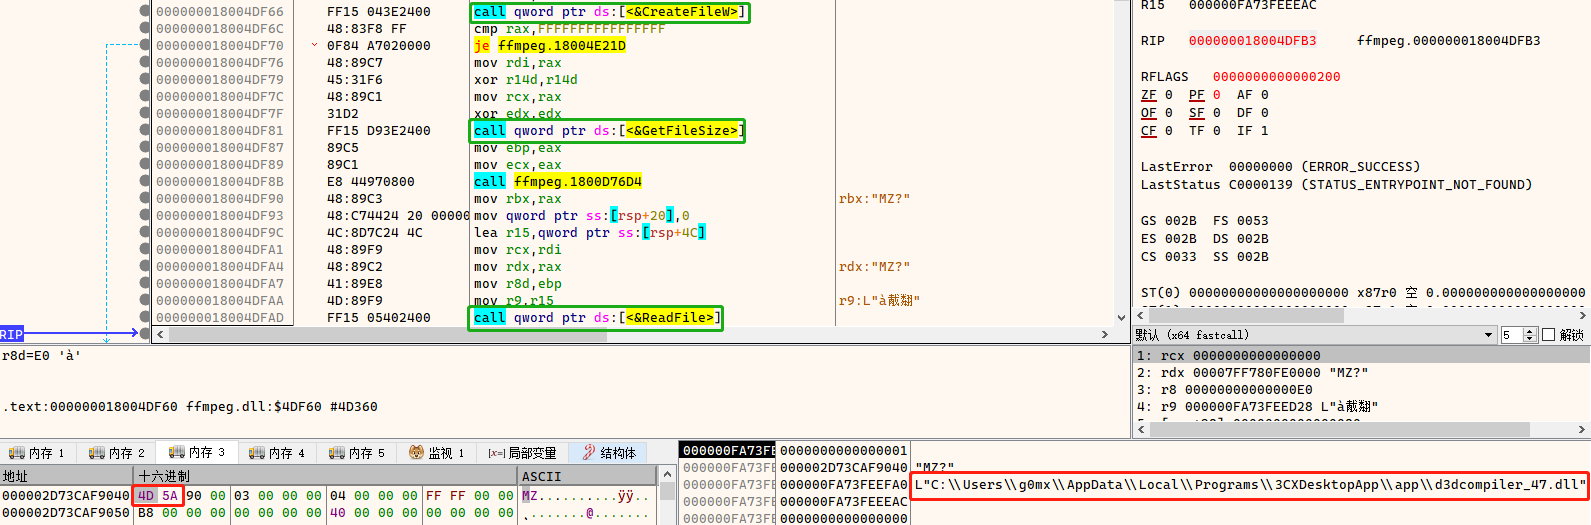 000000018004DF66 FF15 043E2400 call qword ptr ds:[<&CreateFileW>]
000000018004DF6C 48:83F8 FF cmp rax,FFFFFFFFFFFFFFFF
000000018004DF70 0F84 A7020000 je ffmpeg.18004E21D
000000018004DF76 48:89C7 mov rdi,rax
000000018004DF79 45:31F6 xor r14d,r14d
000000018004DF7C 48:89C1 mov rcx,rax
000000018004DF7F 31D2 xor edx,edx
000000018004DF81 FF15 D93E2400 call qword ptr ds:[<&GetFileSize>]
000000018004DF87 89C5 mov ebp,eax
000000018004DF89 89C1 mov ecx,eax
000000018004DF8B E8 44970800 call ffmpeg.1800D76D4
000000018004DF90 48:89C3 mov rbx,rax rbx:"MZ?"
000000018004DF93 48:C74424 20 00000 mov qword ptr ss:[rsp+20],0
000000018004DF9C 4C:8D7C24 4C lea r15,qword ptr ss:[rsp+4C]
000000018004DFA1 48:89F9 mov rcx,rdi
000000018004DFA4 48:89C2 mov rdx,rax rdx:"MZ?"
000000018004DFA7 41:89E8 mov r8d,ebp
000000018004DFAA 4D:89F9 mov r9,r15 r9:L"à戴翔"
000000018004DFAD FF15 05402400 call qword ptr ds:[<&ReadFile>]
RIP
r8d=E0 'à'
.text:000000018004DF60 ffmpeg.dll:$4DF60 #4D360
R15 000000FA73FEEEAC
RIP 000000018004DFB3 ffmpeg.000000018004DFB3
RFLAGS 0000000000000200
ZF 0 PF 0 AF 0
OF 0 SF 0 DF 0
CF 0 TF 0 IF 1
LastError 00000000 (ERROR_SUCCESS)
LastStatus C0000139 (STATUS_ENTRYPOINT_NOT_FOUND)
GS 002B FS 0053
ES 002B DS 002B
CS 0033 SS 002B
ST(0) 00000000000000000000 x87r0 空 0.000000000000000000
默认 (x64 fastcall) 5 解锁
1: rcx 0000000000000000
2: rdx 00007FF780FE0000 "MZ?"
3: r8 00000000000000E0
4: r9 000000FA73FEED28 L"à戴翔"
内存 1 内存 2 内存 3 内存 4 内存 5 监视 1 [x=] 局部变量 结构体
地址 十六进制 ASCII
000002D73CAF9040 4D 5A 90 00 03 00 00 00 04 00 00 00 FF FF 00 00 MZ..........ÿÿ..
000002D73CAF9050 B8 00 00 00 00 00 00 00 40 00 00 00 00 00 00 00 ¸.......@.......
000000FA73FE 0000000000000001
000000FA73FE 000002D73CAF9040 "MZ?"
000000FA73FE 000000FA73FEEFA0 L"C:\\Users\\g0mx\\AppData\\Local\\Programs\\3CXDesktopApp\\app\\d3dcompiler_47.dll"
000000FA73FE 000000FA73FEEEAC
000000FA73FE 0000000000000000